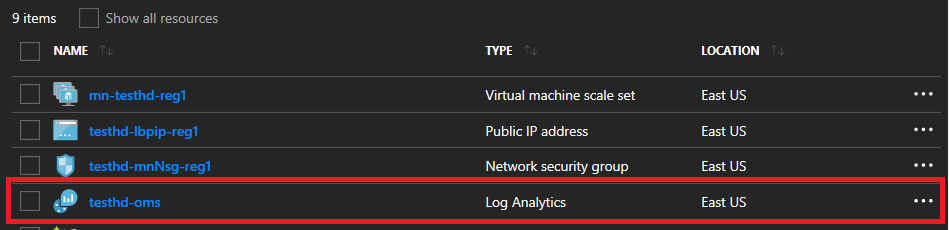 9 items Show all resources
NAME TYPE LOCATION
mn-testhd-reg1 Virtual machine scale set East US
testhd-lbpip-reg1 Public IP address East US
testhd-mnNsg-reg1 Network security group East US
testhd-oms Log Analytics East US